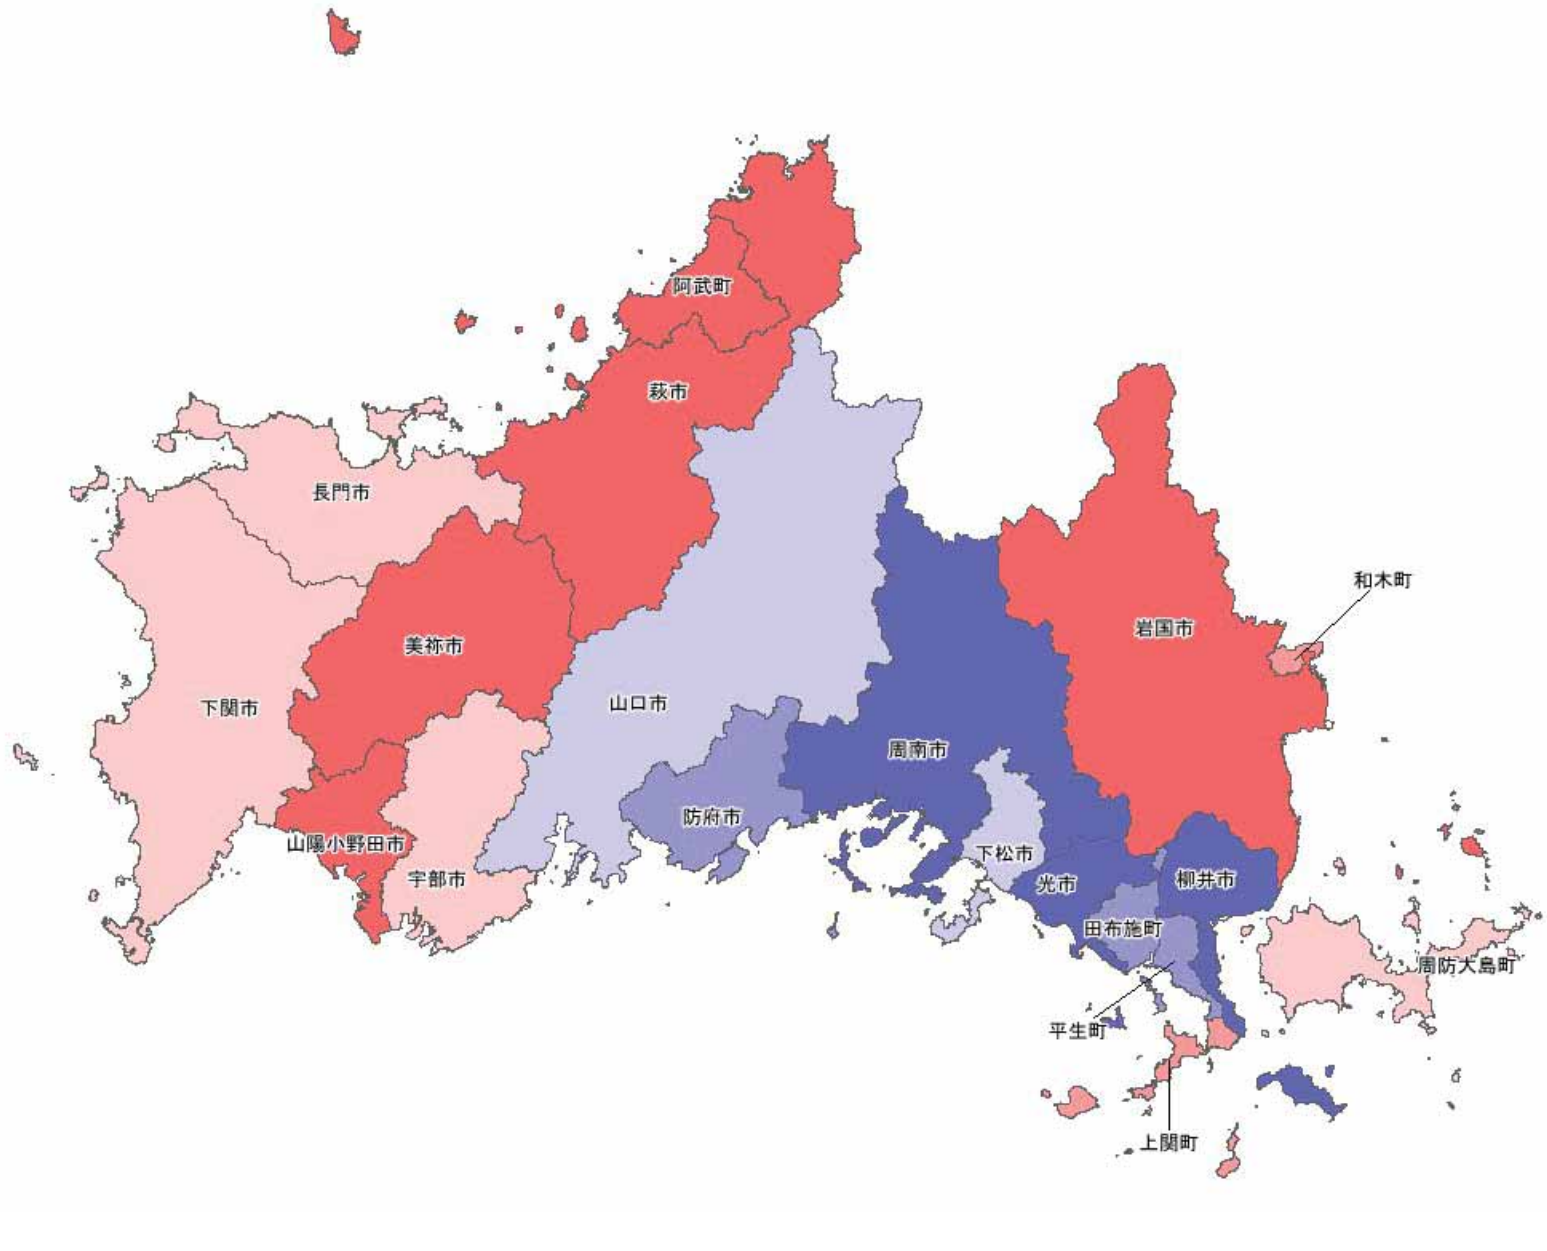 阿武町
萩市
長門市
和木町
岩国市
美祢市
山口市
下関市
周南市
防府市
山陽小野田市
下松市
宇部市
光市
柳井市
田布施町
周防大島町
平生町
上関町